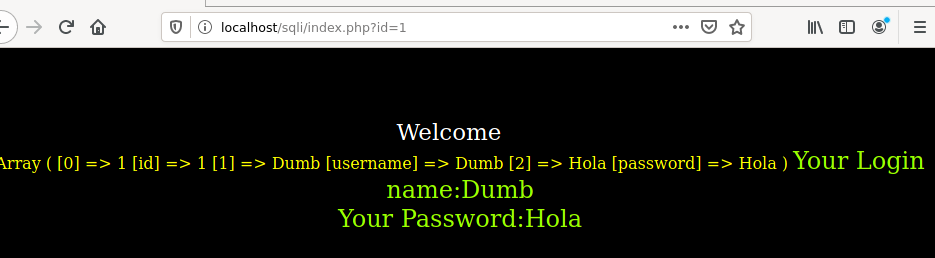 localhost/sqli/index.php?id=1
Welcome
Array ( [0] => 1 [id] => 1 [1] => Dumb [username] => Dumb [2] => Hola [password] => Hola ) Your Login
name:Dumb
Your Password:Hola